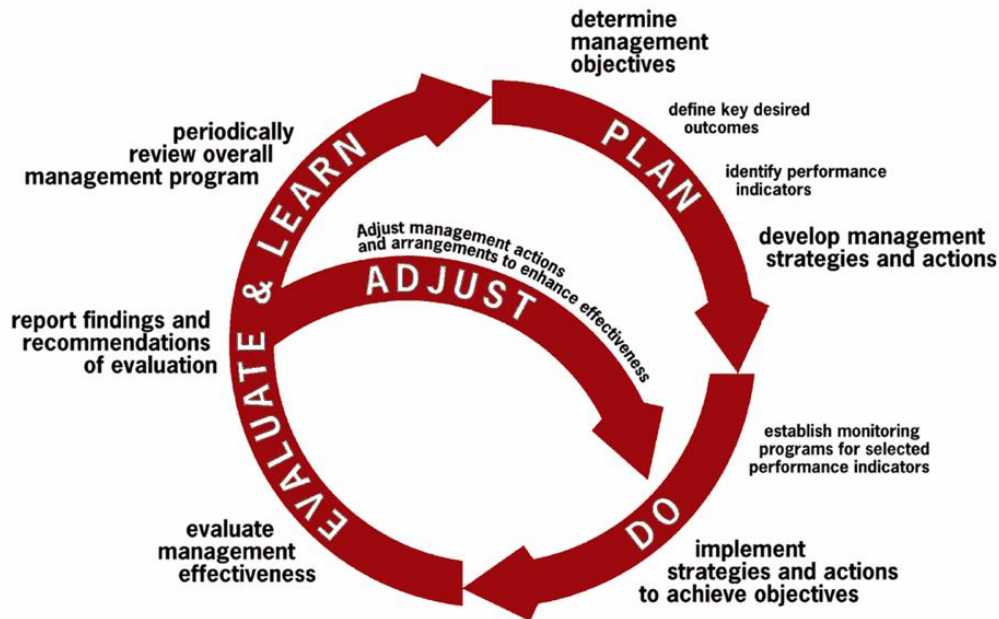 determine
management
objectives
define key desired
outcomes
identify performance
indicators
develop management
strategies and actions
PLAN
establish monitoring
programs for selected
performance indicators
DO
implement
strategies and actions
to achieve objectives
evaluate
management
effectiveness
report findings and
recommendations
of evaluation
periodically
review overall
management program
EVALUATE & LEARN
Adjust management actions
and arrangements to enhance effectiveness
ADJUST